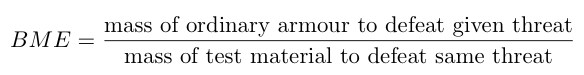 BME = mass of ordinary armour to defeat given threat
mass of test material to defeat same threat